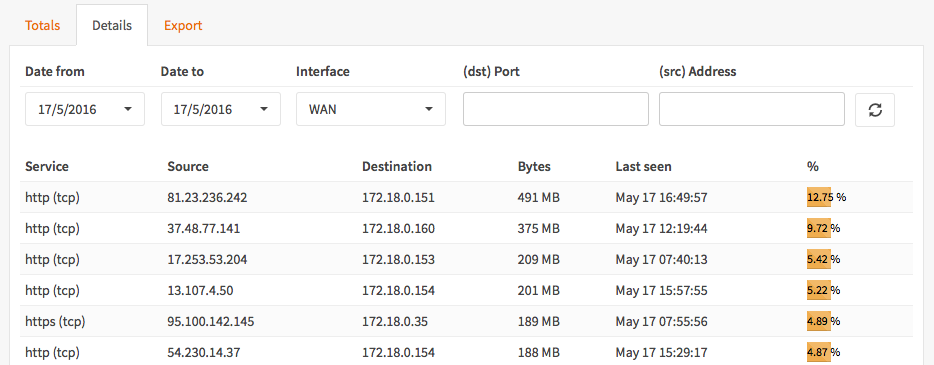 Totals Details Export
Date from Date to Interface (dst) Port (src) Address
17/5/2016 17/5/2016 WAN
Service Source Destination Bytes Last seen %
http (tcp) 81.23.236.242 172.18.0.151 491 MB May 17 16:49:57 12.75 %
http (tcp) 37.48.77.141 172.18.0.160 375 MB May 17 12:19:44 9.72 %
http (tcp) 17.253.53.204 172.18.0.153 209 MB May 17 07:40:13 5.42 %
http (tcp) 13.107.4.50 172.18.0.154 201 MB May 17 15:57:55 5.22 %
https (tcp) 95.100.142.145 172.18.0.35 189 MB May 17 07:55:56 4.89 %
http (tcp) 54.230.14.37 172.18.0.154 188 MB May 17 15:29:17 4.87 %